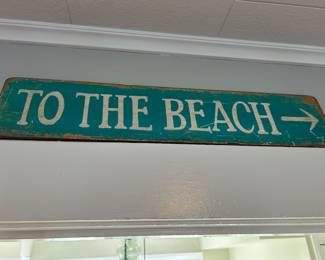 TO THE BEACH →